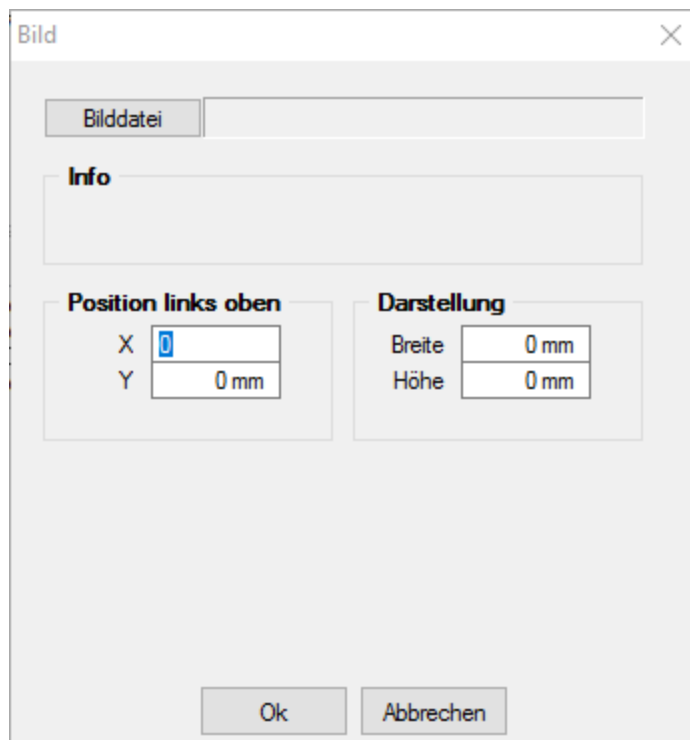 Bild
Bilddatei
Info
Position links oben
X 0
Y 0 mm
Darstellung
Breite 0 mm
Höhe 0 mm
Ok Abbrechen